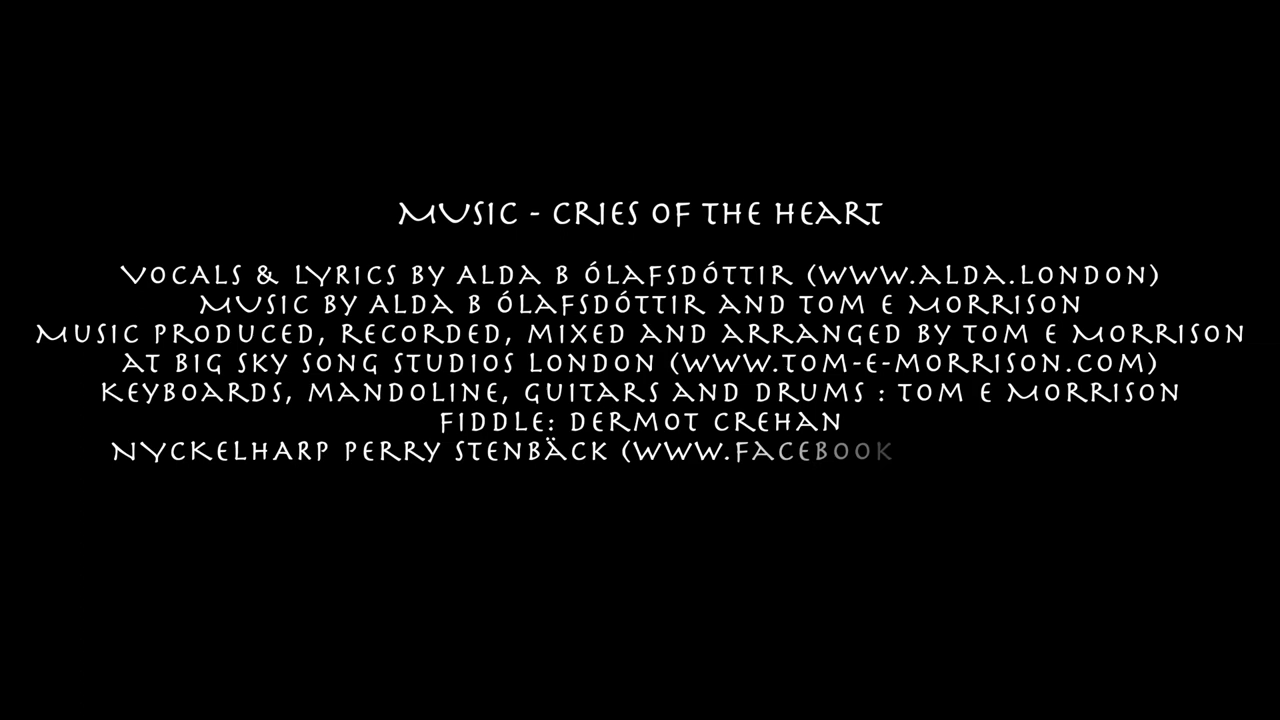 MUSIC - CRIES OF THE HEART
VOCALS & LYRICS BY ALDA B ÓLAFSDÓTTIR (WWW.ALDA.LONDON)
MUSIC BY ALDA B ÓLAFSDÓTTIR AND TOM E MORRISON
MUSIC PRODUCED, RECORDED, MIXED AND ARRANGED BY TOM E MORRISON
AT BIG SKY SONG STUDIOS LONDON (WWW.TOM-E-MORRISON.COM)
KEYBOARDS, MANDOLINE, GUITARS AND DRUMS : TOM E MORRISON
FIDDLE: DERMOT CREHAN
NYCKELHARP PERRY STENBÄCK (WWW.FACEBOOK